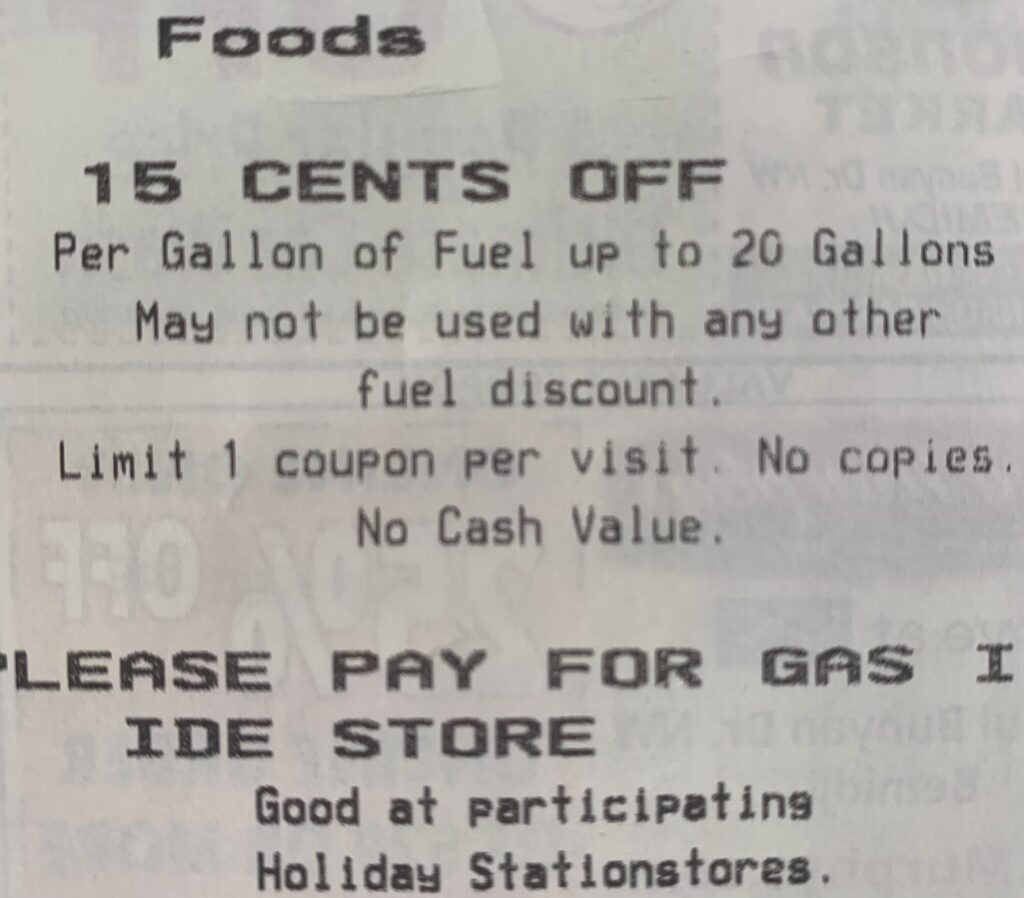 Foods
15 CENTS OFF
Per Gallon of Fuel up to 20 Gallons
May not be used with any other
fuel discount.
Limit 1 coupon per visit. No copies.
No Cash Value.
PLEASE PAY FOR GAS I
IDE STORE
Good at participating
Holiday Stationstores.